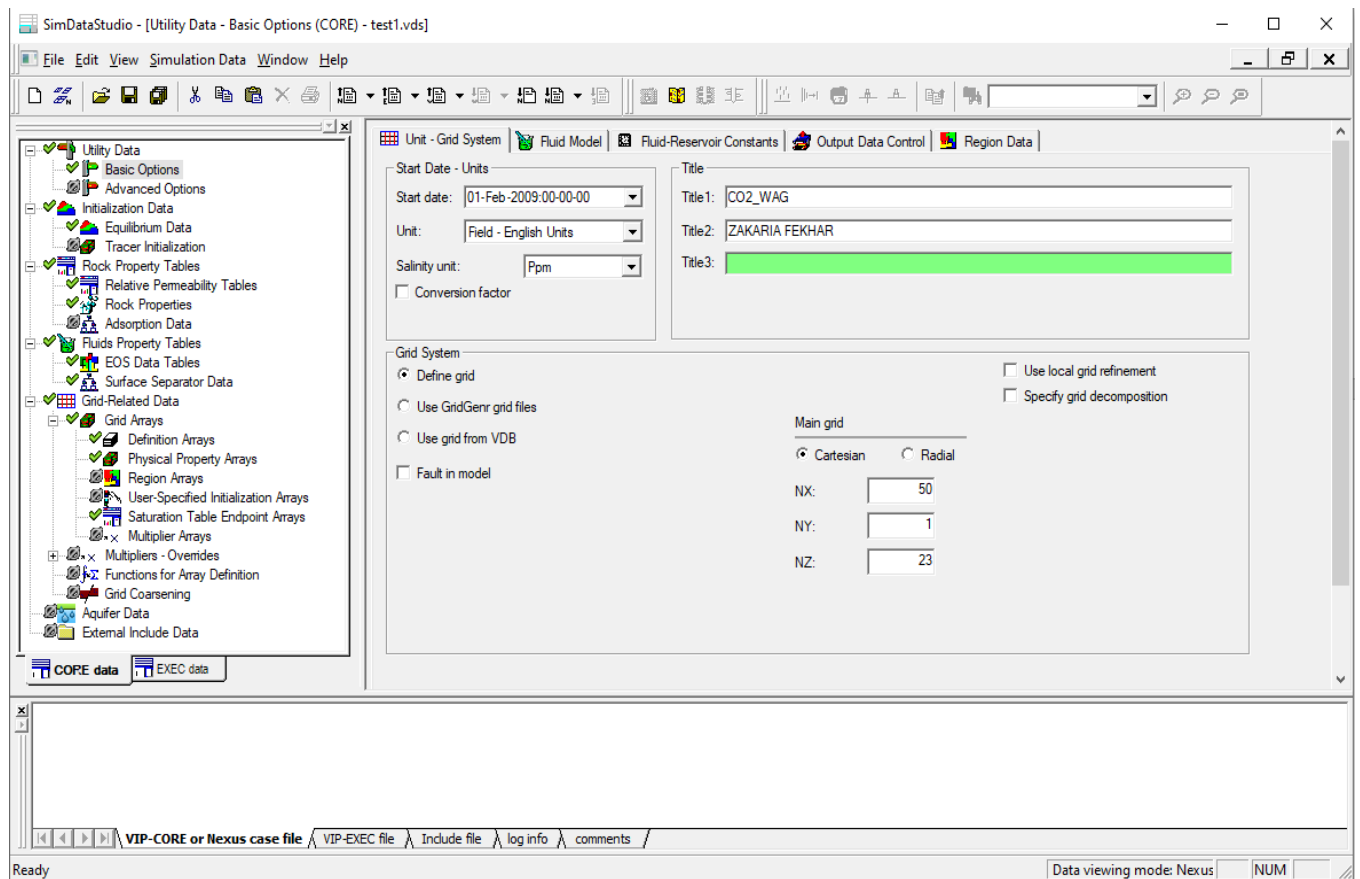 SimDataStudio - [Utility Data - Basic Options (CORE) - test1.vds]
File Edit View Simulation Data Window Help
Utility Data
Basic Options
Advanced Options
Initialization Data
Equilibrium Data
Tracer Initialization
Rock Property Tables
Relative Permeability Tables
Rock Properties
Adsorption Data
Fluids Property Tables
EOS Data Tables
Surface Separator Data
Grid-Related Data
Grid Arrays
Definition Arrays
Physical Property Arrays
Region Arrays
User-Specified Initialization Arrays
Saturation Table Endpoint Arrays
Multiplier Arrays
Multipliers - Overrides
Functions for Array Definition
Grid Coarsening
Aquifer Data
External Include Data
CORE data EXEC data
Unit - Grid System Fluid Model Fluid-Reservoir Constants Output Data Control Region Data
Start Date - Units
Start date: 01-Feb-2009:00-00-00
Unit: Field - English Units
Salinity unit: Ppm
Conversion factor
Title
Title1: CO2_WAG
Title2: ZAKARIA FEKHAR
Title3:
Grid System
Define grid
Use GridGenr grid files
Use grid from VDB
Fault in model
Use local grid refinement
Specify grid decomposition
Main grid
Cartesian Radial
NX: 50
NY: 1
NZ: 23
VIP-CORE or Nexus case file VIP-EXEC file Include file log info comments
Ready Data viewing mode: Nexus NUM